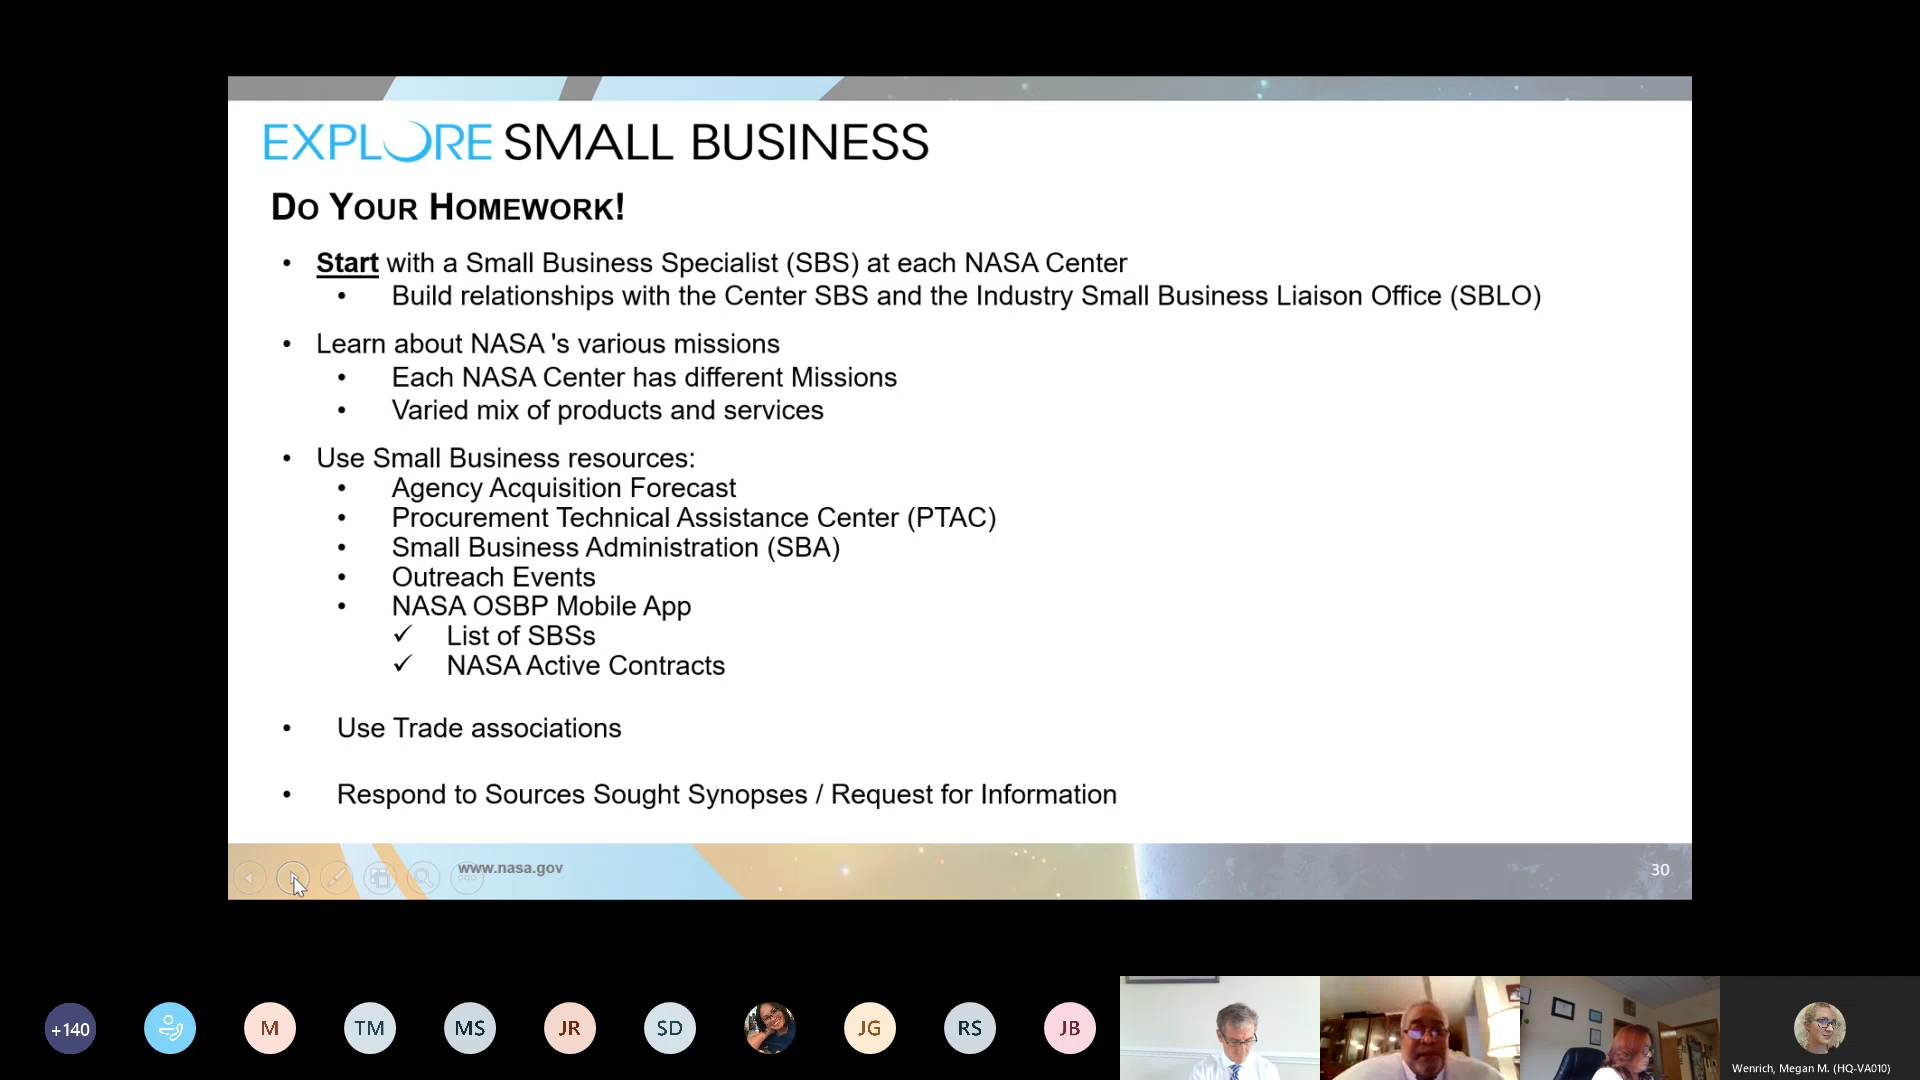 EXPLORE SMALL BUSINESS
DO YOUR HOMEWORK!
• Start with a Small Business Specialist (SBS) at each NASA Center
• Build relationships with the Center SBS and the Industry Small Business Liaison Office (SBLO)
• Learn about NASA 's various missions
• Each NASA Center has different Missions
• Varied mix of products and services
• Use Small Business resources:
• Agency Acquisition Forecast
• Procurement Technical Assistance Center (PTAC)
• Small Business Administration (SBA)
• Outreach Events
• NASA OSBP Mobile App
✓ List of SBSs
✓ NASA Active Contracts
• Use Trade associations
• Respond to Sources Sought Synopses / Request for Information
www.nasa.gov
30
+140
M
TM
MS
JR
SD
JG
RS
JB
Wenrich, Megan M. (HQ-VA010)